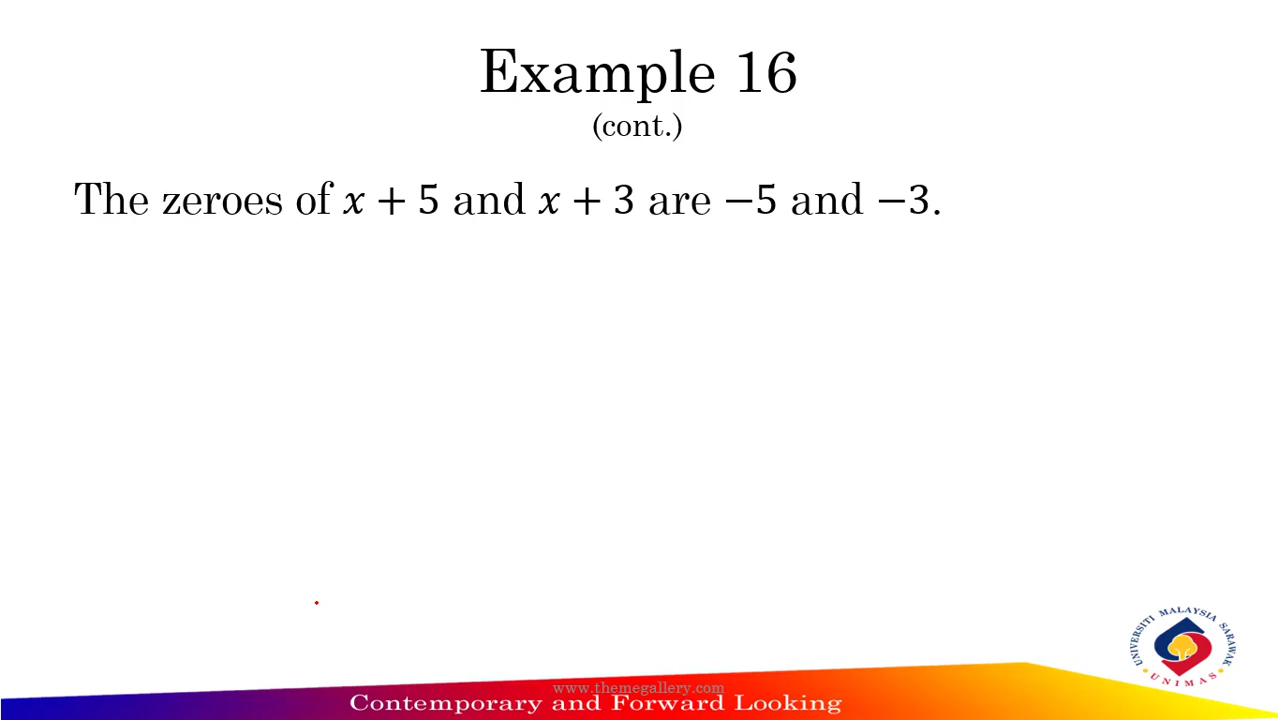 Example 16
(cont.)
The zeroes of 𝑥 + 5 and 𝑥 + 3 are −5 and −3.
UNIVERSITI MALAYSIA SARAWAK
UNIMAS
www.themegallery.com
Contemporary and Forward Looking